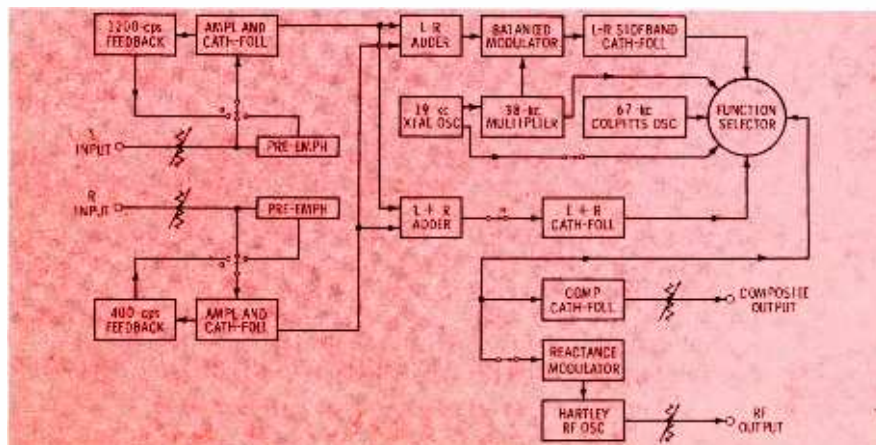 1200-cps
FEEDBACK
AMPL AND
CATH-FOLL
L-R
ADDER
BALANCED
MODULATOR
L-R SIDEBAND
CATH-FOLL
19 kc
XTAL OSC
38-kc
MULTIPLIER
67 kc
COLPITTS OSC
FUNCTION
SELECTOR
L
INPUT
PRE-EMPH
R
INPUT
PRE-EMPH
L + R
ADDER
L + R
CATH-FOLL
400-cps
FEEDBACK
AMPL AND
CATH-FOLL
COMP
CATH-FOLL
COMPOSITE
OUTPUT
REACTANCE
MODULATOR
HARTLEY
RF OSC
RF
OUTPUT